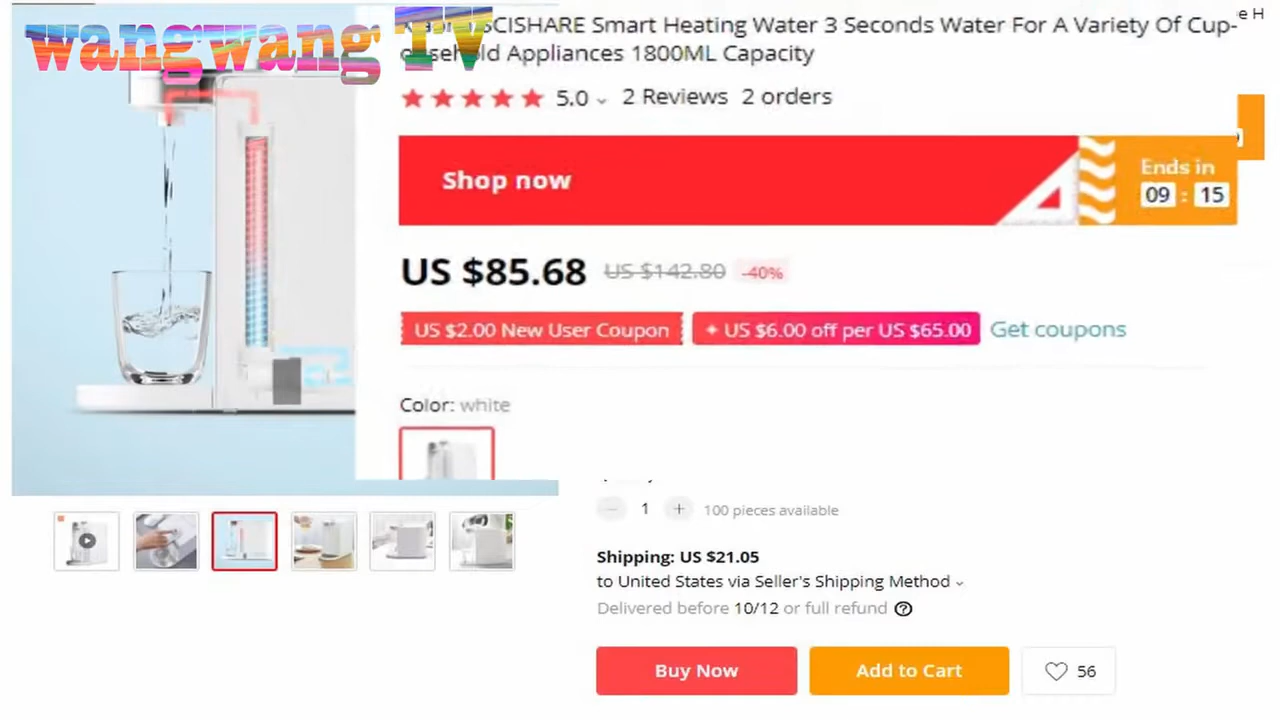 wangwang TV
SCISHARE Smart Heating Water 3 Seconds Water For A Variety Of Cup-
Appliances 1800ML Capacity
e H
5.0 2 Reviews 2 orders
Shop now
Ends in
09 : 15
US $85.68 US $142.80 -40%
US $2.00 New User Coupon + US $6.00 off per US $65.00 Get coupons
Color: white
− 1 + 100 pieces available
Shipping: US $21.05
to United States via Seller's Shipping Method
Delivered before 10/12 or full refund ?
Buy Now Add to Cart 56